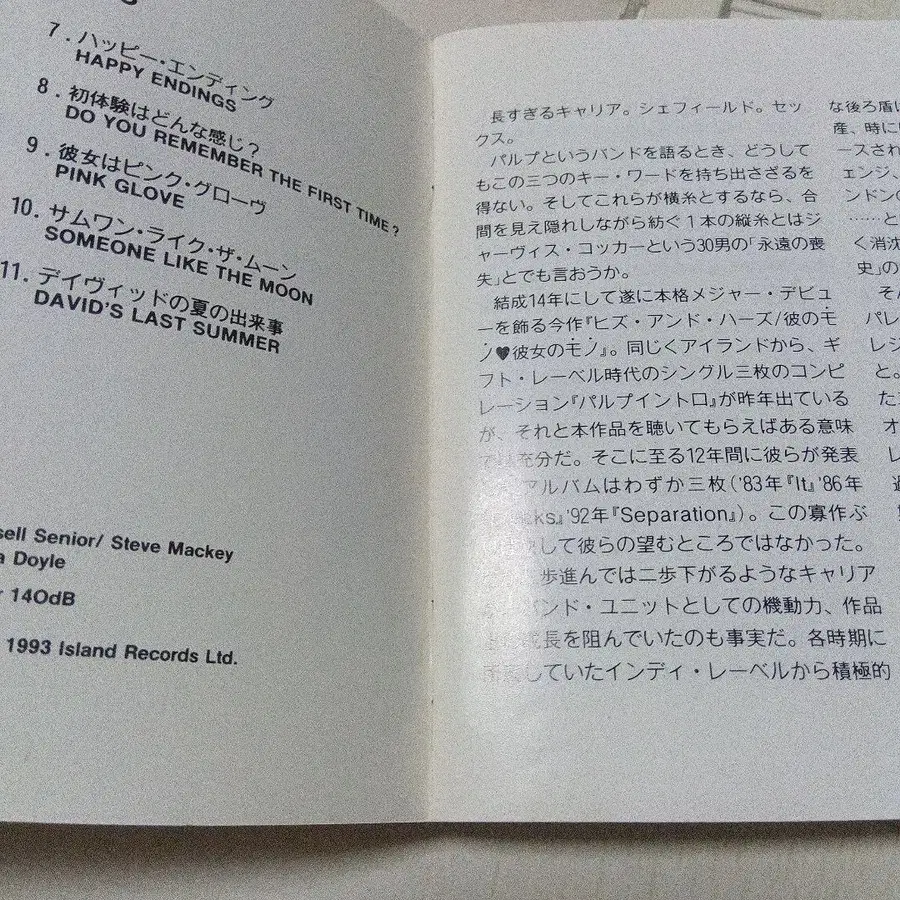 7. ハッピー・エンディング
HAPPY ENDINGS
8. 初体験はどんな感じ?
DO YOU REMEMBER THE FIRST TIME?
9. 彼女はピンク・グローヴ
PINK GLOVE
10. サムワン・ライク・ザ・ムーン
SOMEONE LIKE THE MOON
11. デイヴィッドの夏の出来事
DAVID'S LAST SUMMER
sell Senior/ Steve Mackey
a Doyle
140dB
1993 Island Records Ltd.
長すぎるキャリア。シェフィールド。セッ
クス。
パルプというバンドを語るとき、どうして
もこの三つのキー・ワードを持ち出さざるを
得ない。そしてこれらが横糸とするなら、合
間を見え隠れしながら紡ぐ1本の縦糸とはジ
ャーヴィス・コッカーという30男の「永遠の喪
失」とでも言おうか。
結成14年にして遂に本格メジャー・デビュ
ーを飾る今作『ヒズ・アンド・ハーズ/彼のモ
ノ♥彼女のモノ』。同じくアイランドから、ギ
フト・レーベル時代のシングル三枚のコンピ
レーション『パルプイントロ』が昨年出ている
が、それと本作品を聴いてもらえばある意味
充分だ。そこに至る12年間に彼らが発表
アルバムはわずか三枚('83年『It』'86年
ks』'92年『Separation』)。この寡作ぶ
して彼らの望むところではなかった。
歩進んでは二歩下がるようなキャリア
バンド・ユニットとしての機動力、作品
成長を阻んでいたのも事実だ。各時期に
していたインディ・レーベルから積極的
な後ろ盾に
産、時に
ースされ
ェンジ、
ンドンの
……と
く消沈
史」の
そん
パレ
レジ
と。
た
オ
レ